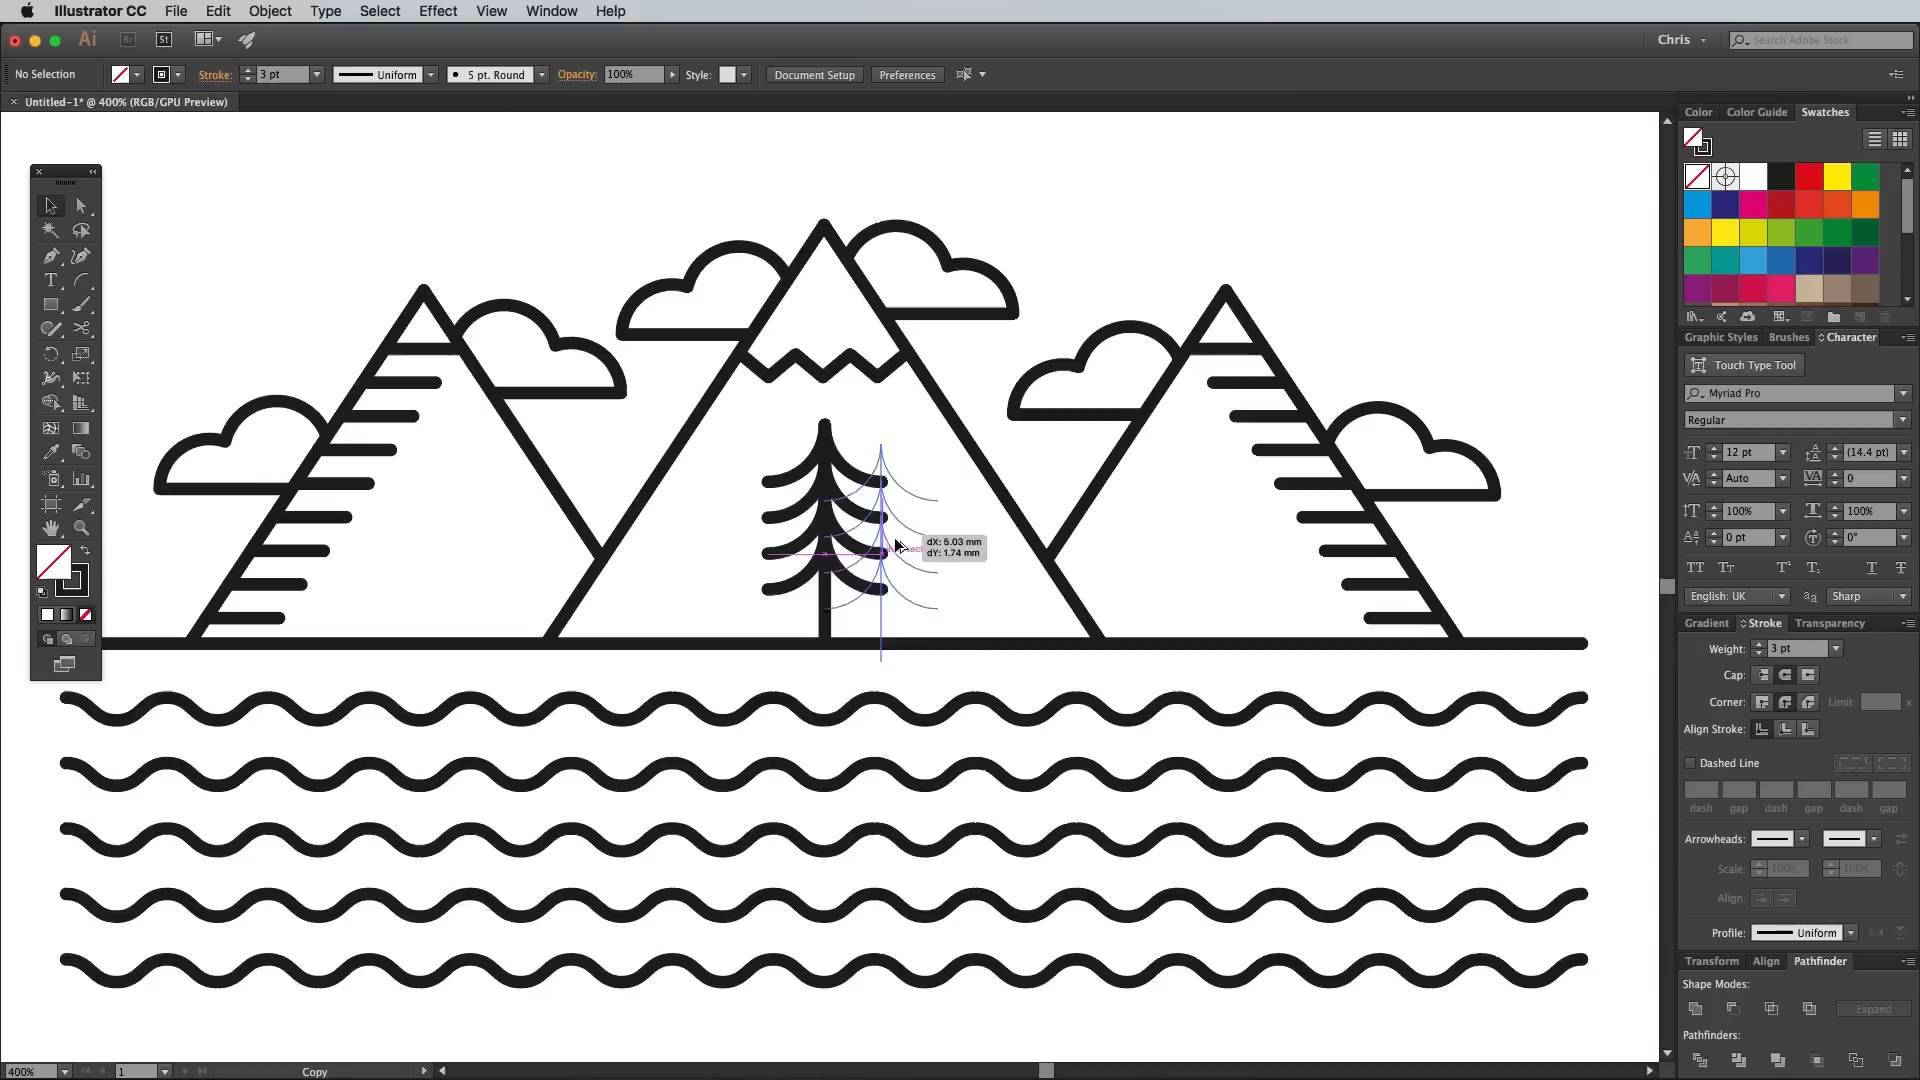 Illustrator CC File Edit Object Type Select Effect View Window Help
Ai Br St Chris Search Adobe Stock
No Selection Stroke: 3 pt Uniform 5 pt. Round Opacity: 100% Style: Document Setup Preferences
× Untitled-1* @ 400% (RGB/GPU Preview)
Color Color Guide Swatches
Graphic Styles Brushes Character
Touch Type Tool
Myriad Pro
Regular
12 pt (14.4 pt)
Auto 0
100% 100%
0 pt 0°
English: UK Sharp
dX: 5.03 mm
dY: 1.74 mm
Gradient Stroke Transparency
Weight: 3 pt
Cap:
Corner: Limit: x
Align Stroke:
Dashed Line
dash gap dash gap dash gap
Arrowheads:
Scale: 100% 100%
Align:
Profile: Uniform
Transform Align Pathfinder
Shape Modes:
Expand
Pathfinders:
400% 1 Copy